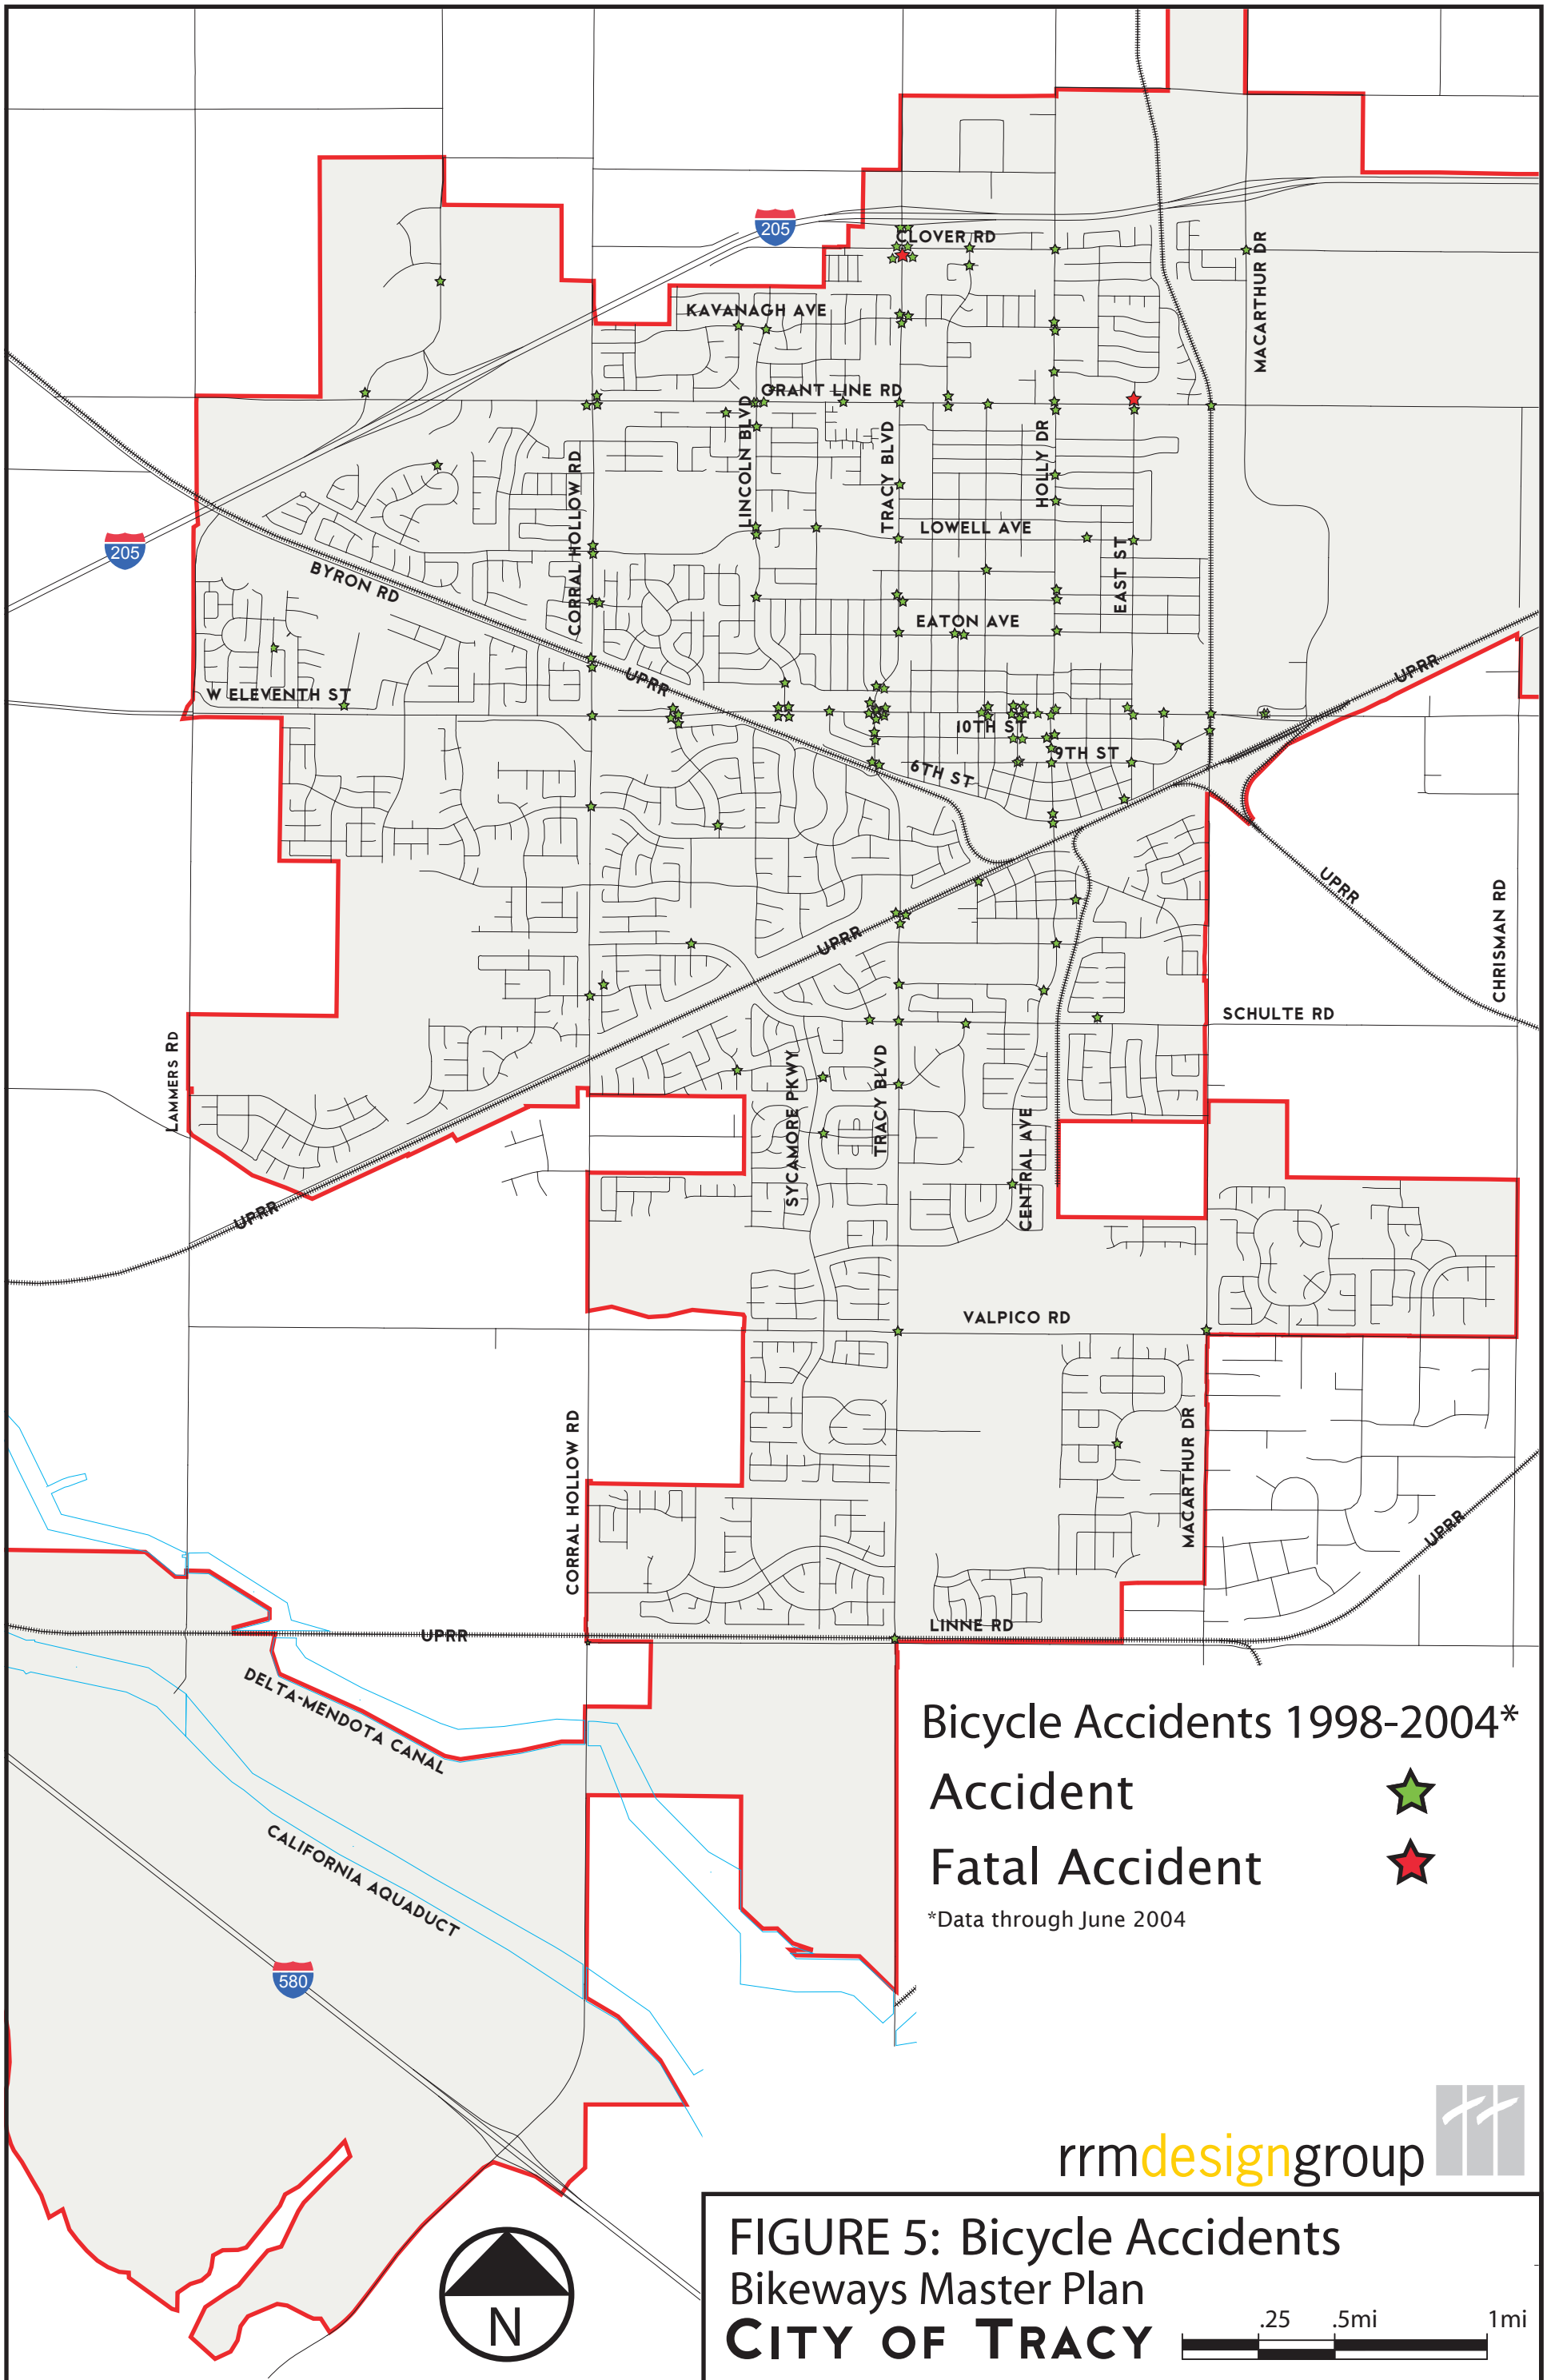 205
CLOVER RD
MACARTHUR DR
KAVANAGH AVE
GRANT LINE RD
LINCOLN BLVD
TRACY BLVD
HOLLY DR
CORRAL HOLLOW RD
LOWELL AVE
205
EAST ST
BYRON RD
EATON AVE
UPRR
UPRR
W ELEVENTH ST
10TH ST
9TH ST
6TH ST
UPRR
CHRISMAN RD
UPRR
SCHULTE RD
LAMMERS RD
SYCAMORE PKWY
TRACY BLVD
CENTRAL AVE
UPRR
VALPICO RD
CORRAL HOLLOW RD
MACARTHUR DR
UPRR
LINNE RD
UPRR
DELTA-MENDOTA CANAL
CALIFORNIA AQUADUCT
580
Bicycle Accidents 1998-2004*
Accident
Fatal Accident
*Data through June 2004
rrmdesigngroup
N
FIGURE 5: Bicycle Accidents
Bikeways Master Plan
CITY OF TRACY
.25 .5mi 1mi